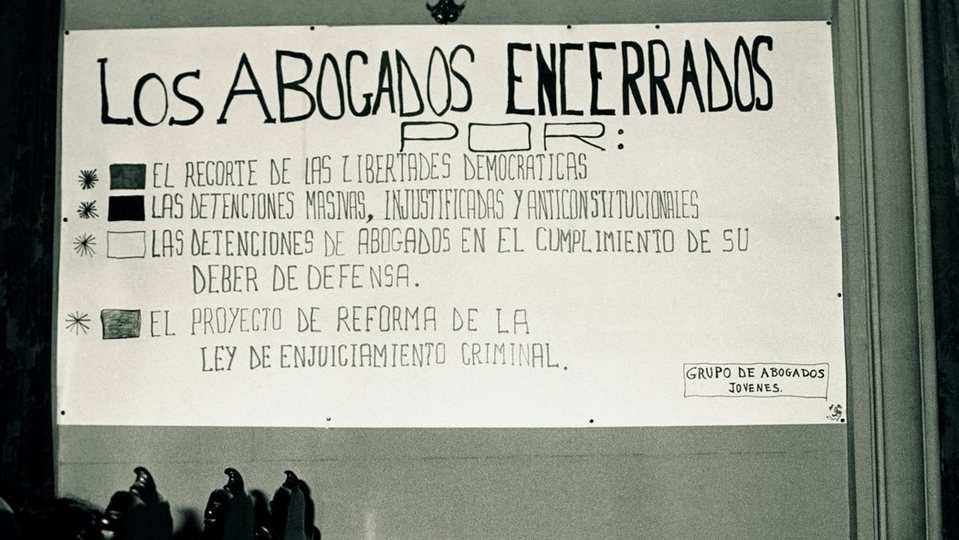 LOS ABOGADOS ENCERRADOS
POR:
EL RECORTE DE LAS LIBERTADES DEMOCRATICAS
LAS DETENCIONES MASIVAS, INJUSTIFICADAS Y ANTICONSTITUCIONALES
LAS DETENCIONES DE ABOGADOS EN EL CUMPLIMIENTO DE SU
DEBER DE DEFENSA.
EL PROYECTO DE REFORMA DE LA
LEY DE ENJUICIAMIENTO CRIMINAL.
GRUPO DE ABOGADOS
JOVENES.